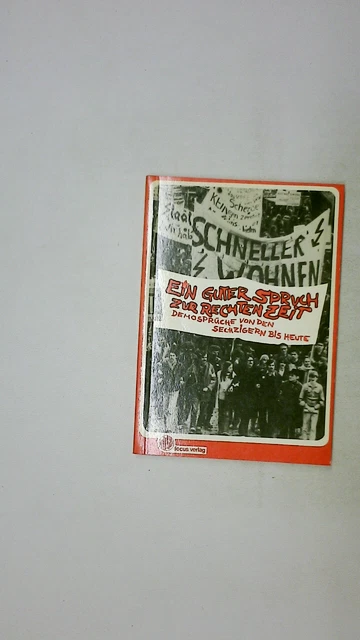 SCHNELLER
WOHNEN
EIN GUTER SPRUCH
ZUR RECHTEN ZEIT
DEMOSPRÜCHE VON DEN
SECHZIGERN BIS HEUTE
focus verlag